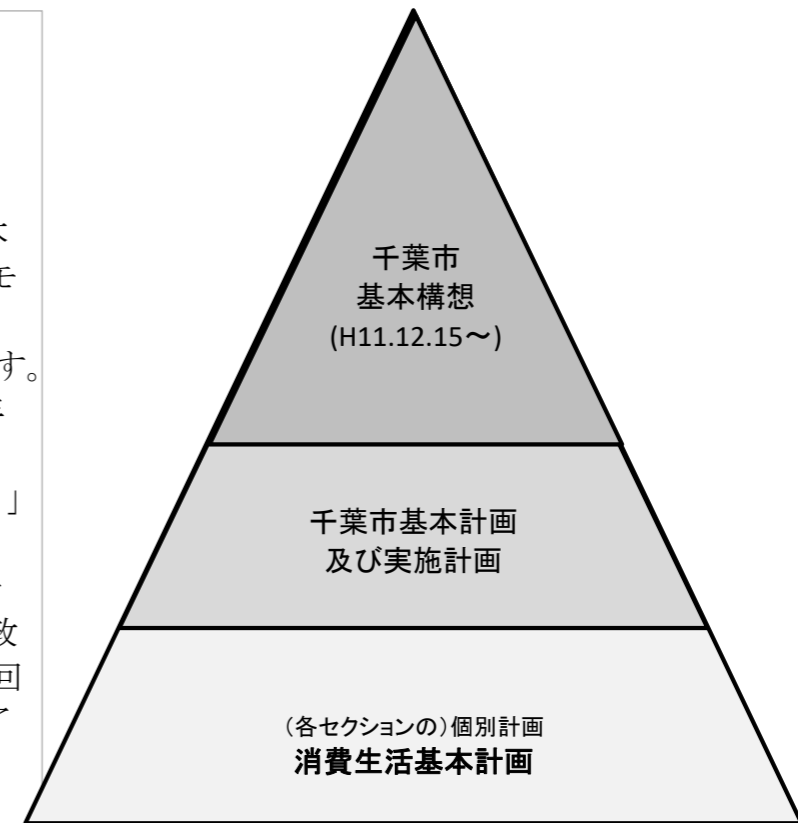 千葉市
基本構想
(H11.12.15～)
す。
」
千葉市基本計画
及び実施計画
回
(各セクションの)個別計画
消費生活基本計画